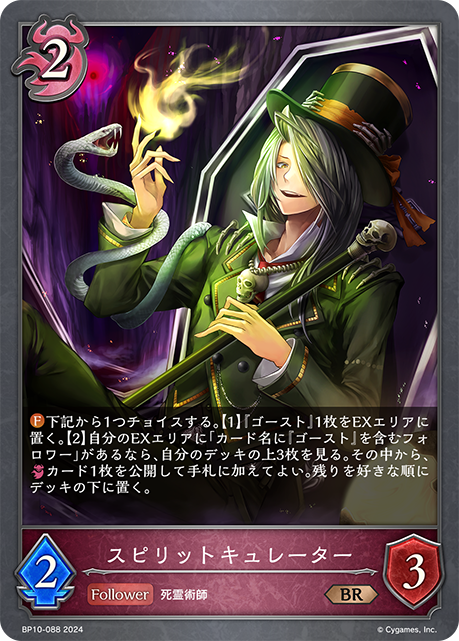 2
Ⓕ下記から1つチョイスする。【1】『ゴースト』1枚をEXエリアに
置く。【2】自分のEXエリアに「カード名に『ゴースト』を含むフォ
ロワー」があるなら、自分のデッキの上3枚を見る。その中から、
カード1枚を公開して手札に加えてよい。残りを好きな順に
デッキの下に置く。
スピリットキュレーター
2
Follower 死霊術師
BR
3
BP10-088 2024
© Cygames, Inc.